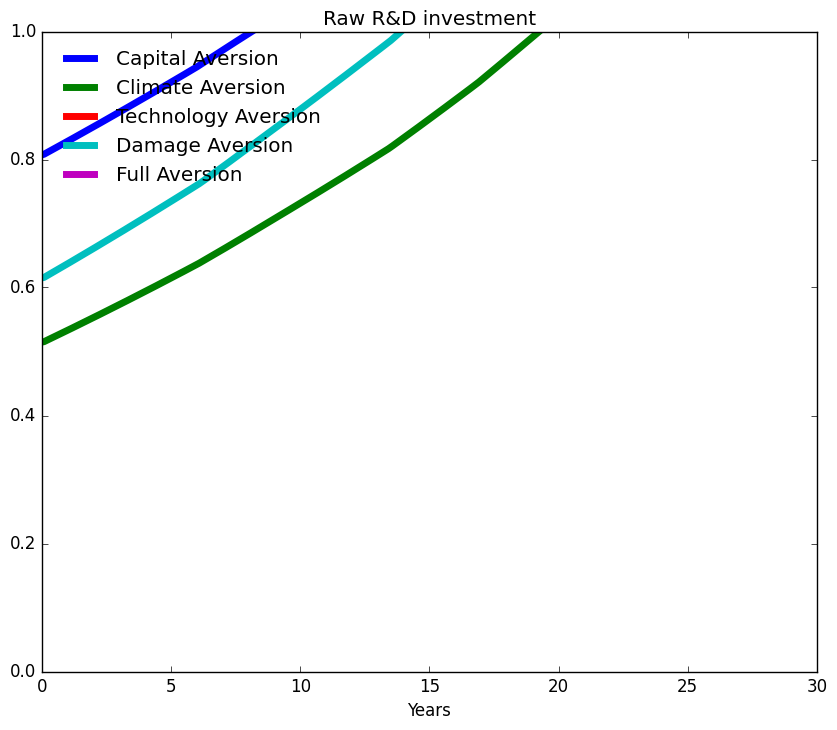 Raw R&D investment
1.0
0.8
0.6
0.4
0.2
0.0
Capital Aversion
Climate Aversion
Technology Aversion
Damage Aversion
Full Aversion
0 5 10 15 20 25 30
Years